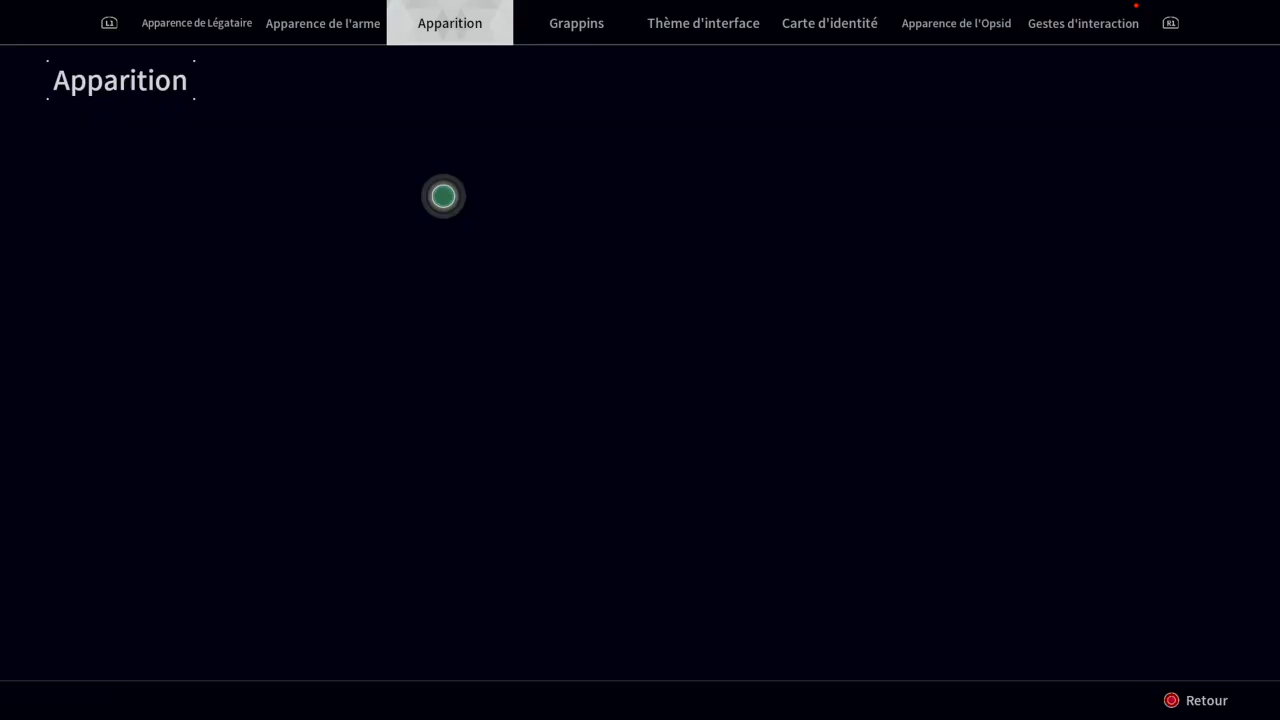 L1 Apparence de Légataire Apparence de l'arme Apparition Grappins Thème d'interface Carte d'identité Apparence de l'Opsid Gestes d'interaction R1
Apparition
Retour